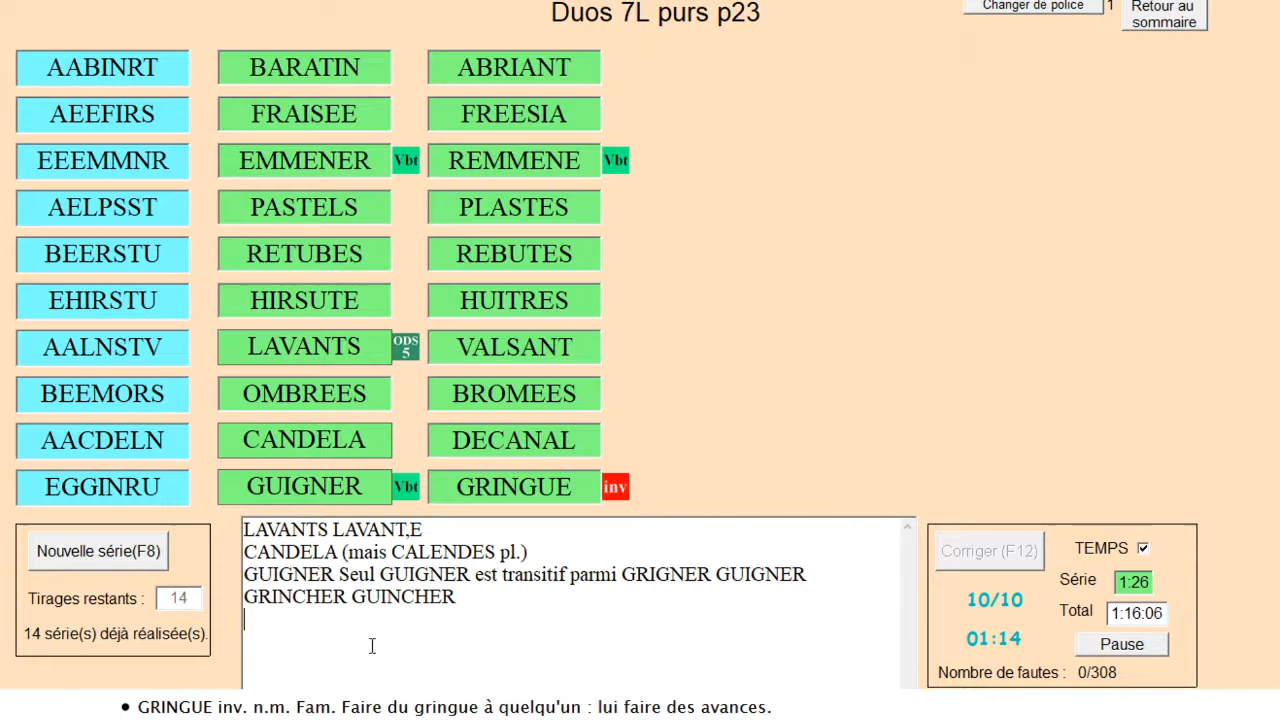 Duos 7L purs p23
Changer de police 1
Retour au
sommaire
AABINRT BARATIN ABRIANT
AEEFIRS FRAISEE FREESIA
EEEMMNR EMMENER Vbt REMMENE Vbt
AELPSST PASTELS PLASTES
BEERSTU RETUBES REBUTES
EHIRSTU HIRSUTE HUITRES
AALNSTV LAVANTS ODS 5 VALSANT
BEEMORS OMBREES BROMEES
AACDELN CANDELA DECANAL
EGGINRU GUIGNER Vbt GRINGUE inv
Nouvelle série(F8)
Tirages restants : 14
14 série(s) déjà réalisée(s).
LAVANTS LAVANT,E
CANDELA (mais CALENDES pl.)
GUIGNER Seul GUIGNER est transitif parmi GRIGNER GUIGNER
GRINCHER GUINCHER
Corriger (F12)
TEMPS
Série 1:26
10/10
Total 1:16:06
01:14
Pause
Nombre de fautes : 0/308
• GRINGUE inv. n.m. Fam. Faire du gringue à quelqu'un : lui faire des avances.